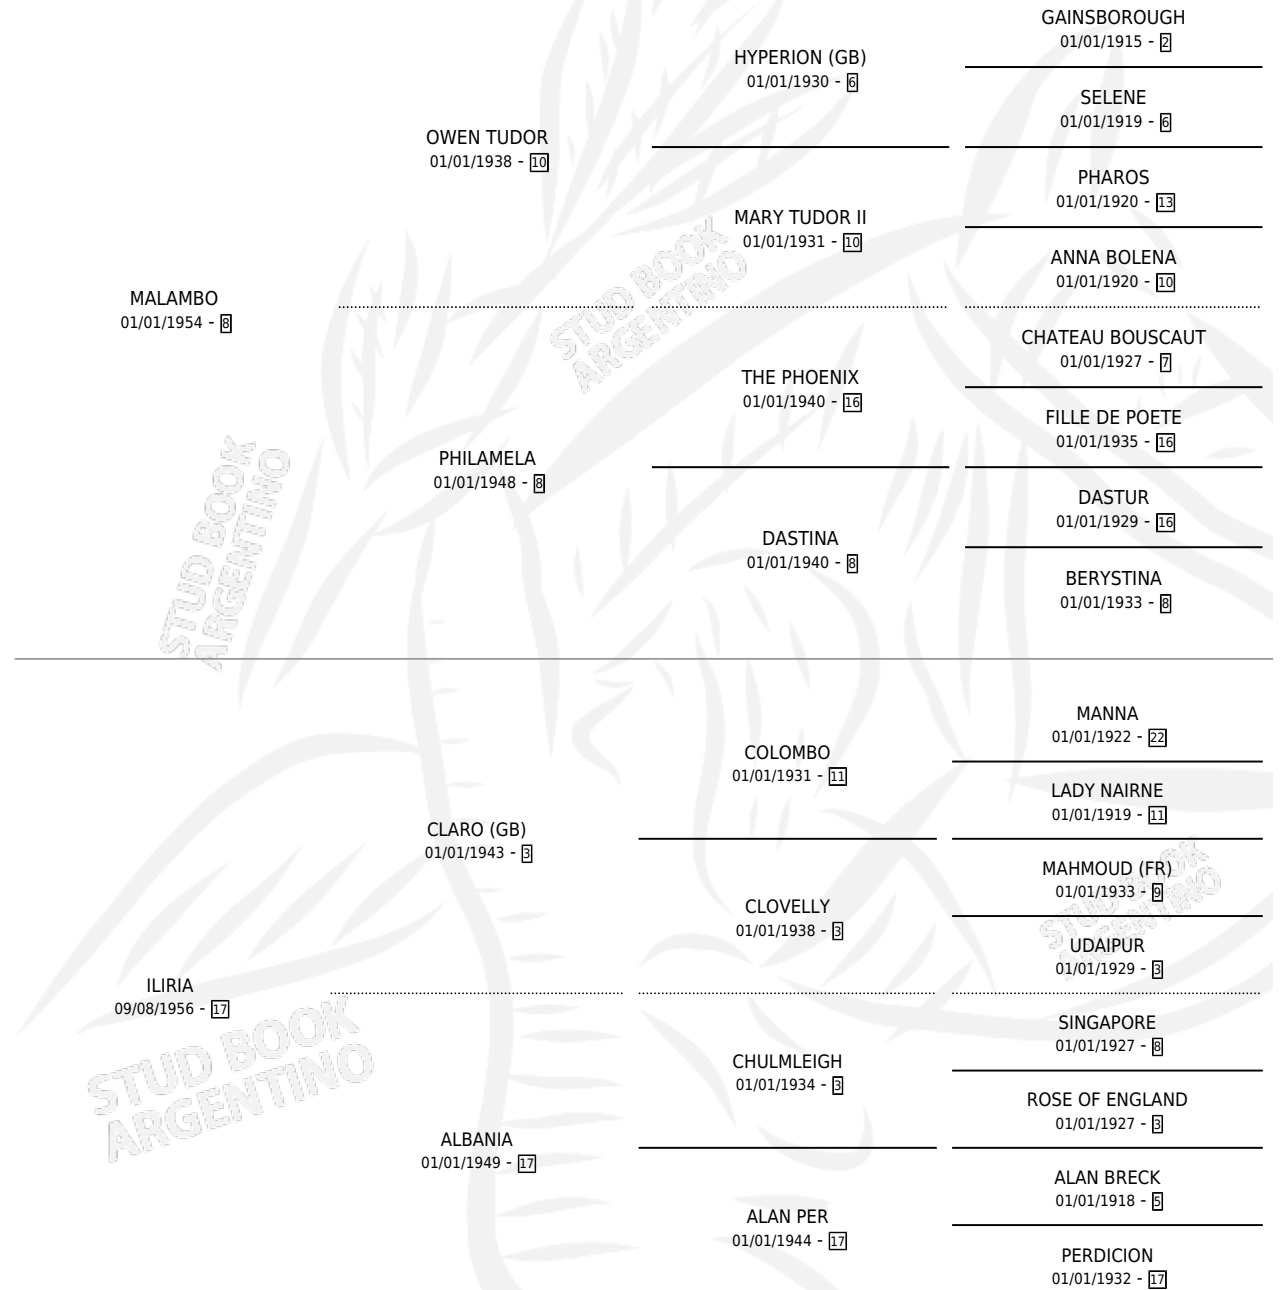 GAINSBOROUGH
01/01/1915 - 2
HYPERION (GB)
01/01/1930 - 6
SELENE
01/01/1919 - 6
OWEN TUDOR
01/01/1938 - 10
PHAROS
01/01/1920 - 13
MARY TUDOR II
01/01/1931 - 10
ANNA BOLENA
01/01/1920 - 10
STUD BOOK
ARGENTINO
MALAMBO
01/01/1954 - 8
CHATEAU BOUSCAUT
01/01/1927 - 7
THE PHOENIX
01/01/1940 - 16
FILLE DE POETE
01/01/1935 - 16
PHILAMELA
01/01/1948 - 8
DASTUR
01/01/1929 - 16
DASTINA
01/01/1940 - 8
BERYSTINA
01/01/1933 - 8
STUD BOOK
ARGENTINO
MANNA
01/01/1922 - 22
COLOMBO
01/01/1931 - 11
LADY NAIRNE
01/01/1919 - 11
CLARO (GB)
01/01/1943 - 3
MAHMOUD (FR)
01/01/1933 - 9
CLOVELLY
01/01/1938 - 3
UDAIPUR
01/01/1929 - 3
STUD BOOK
ARGENTINO
ILIRIA
09/08/1956 - 17
SINGAPORE
01/01/1927 - 8
CHULMLEIGH
01/01/1934 - 3
ROSE OF ENGLAND
01/01/1927 - 3
STUD BOOK
ARGENTINO
ALBANIA
01/01/1949 - 17
ALAN BRECK
01/01/1918 - 5
ALAN PER
01/01/1944 - 17
PERDICION
01/01/1932 - 17